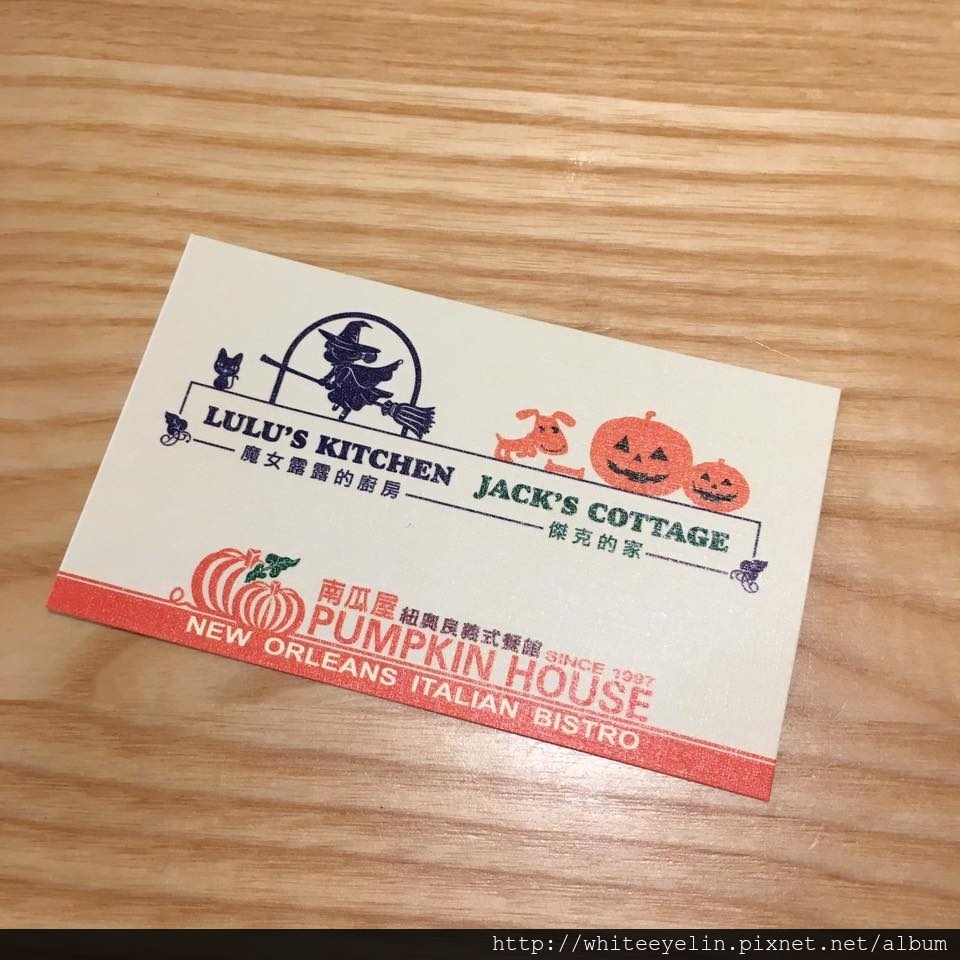 LULU'S KITCHEN
魔女露露的廚房
JACK'S COTTAGE
傑克的家
南瓜屋 紐奧良義式餐館 SINCE 1997
PUMPKIN HOUSE
NEW ORLEANS ITALIAN BISTRO
http://whiteeyelin.pixnet.net/album